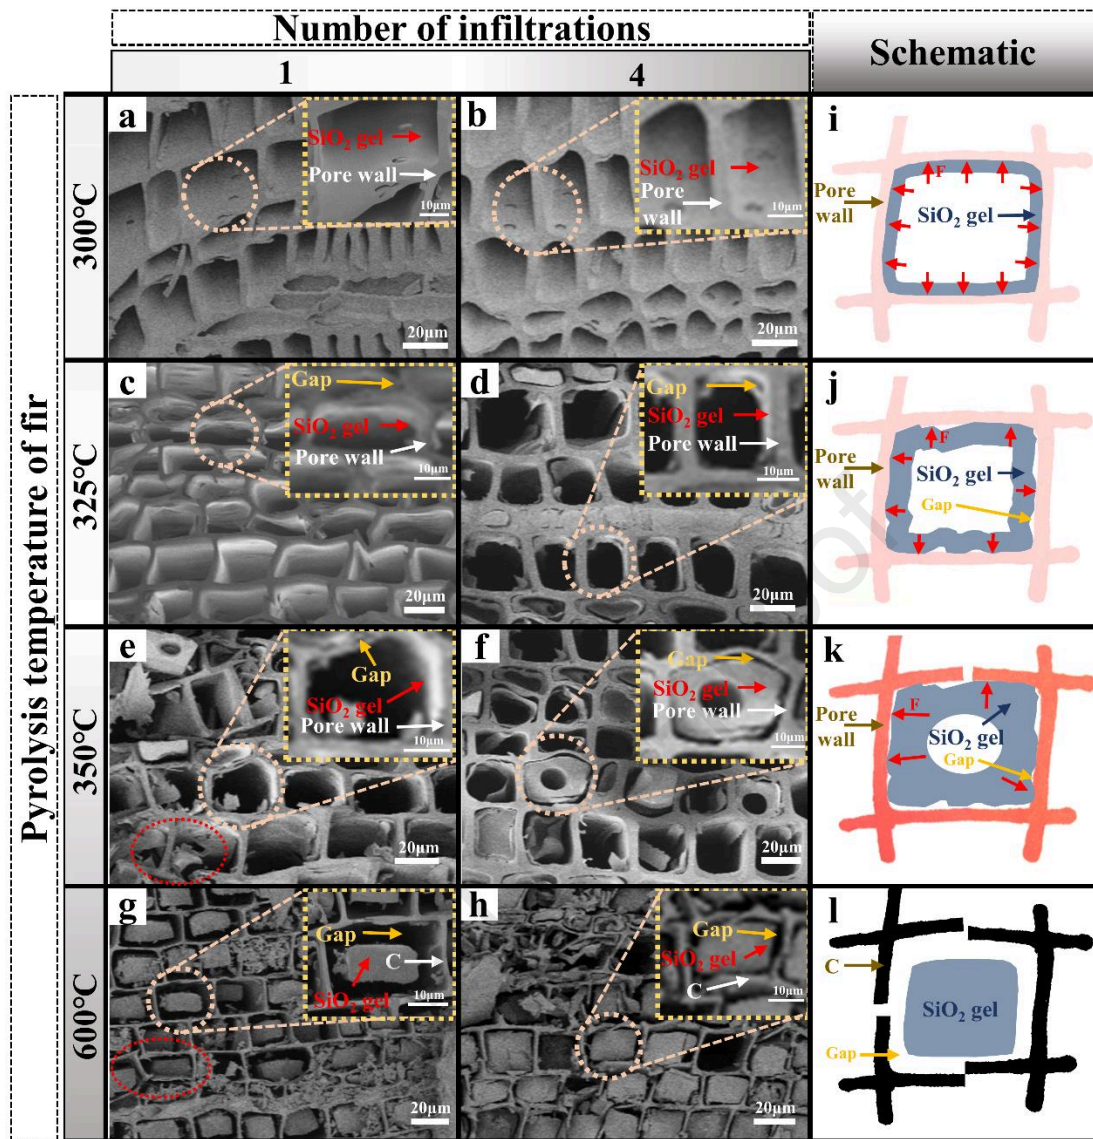 Number of infiltrations
Schematic
1
4
Pyrolysis temperature of fir
300°C
a
SiO₂ gel
Pore wall
10μm
20μm
b
SiO₂ gel
Pore
wall
10μm
20μm
i
F
Pore
wall
SiO₂ gel
325°C
c
Gap
SiO₂ gel
Pore wall
10μm
20μm
d
Gap
SiO₂ gel
Pore wall
10μm
20μm
j
F
Pore
wall
SiO₂ gel
Gap
350°C
e
Gap
SiO₂ gel
Pore wall
10μm
20μm
f
Gap
SiO₂ gel
Pore wall
10μm
20μm
k
F
Pore
wall
SiO₂ gel
Gap
600°C
g
Gap
C
SiO₂ gel
10μm
20μm
h
Gap
SiO₂ gel
C
10μm
20μm
l
C
SiO₂ gel
Gap